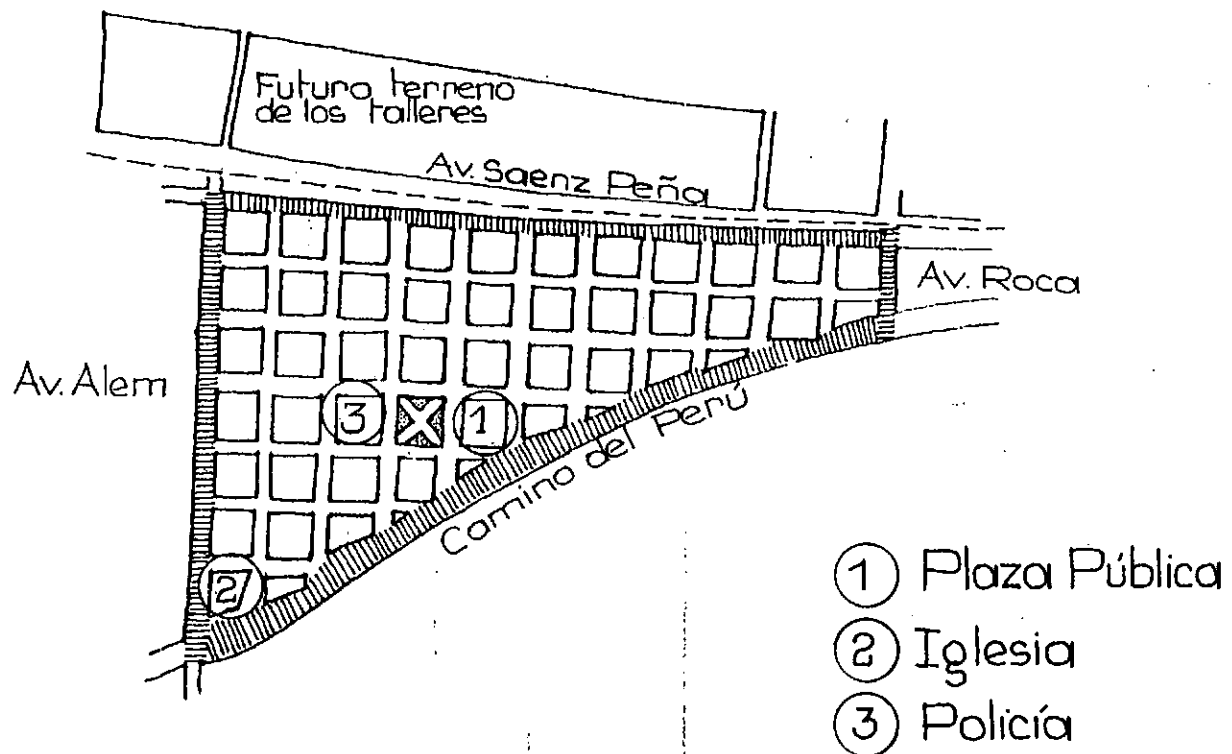 Futuro terreno
de los talleres
Av. Saenz Peña
Av. Roca
Av. Alem
3
1
Camino del Perú
2
1 Plaza Pública
2 Iglesia
3 Policía